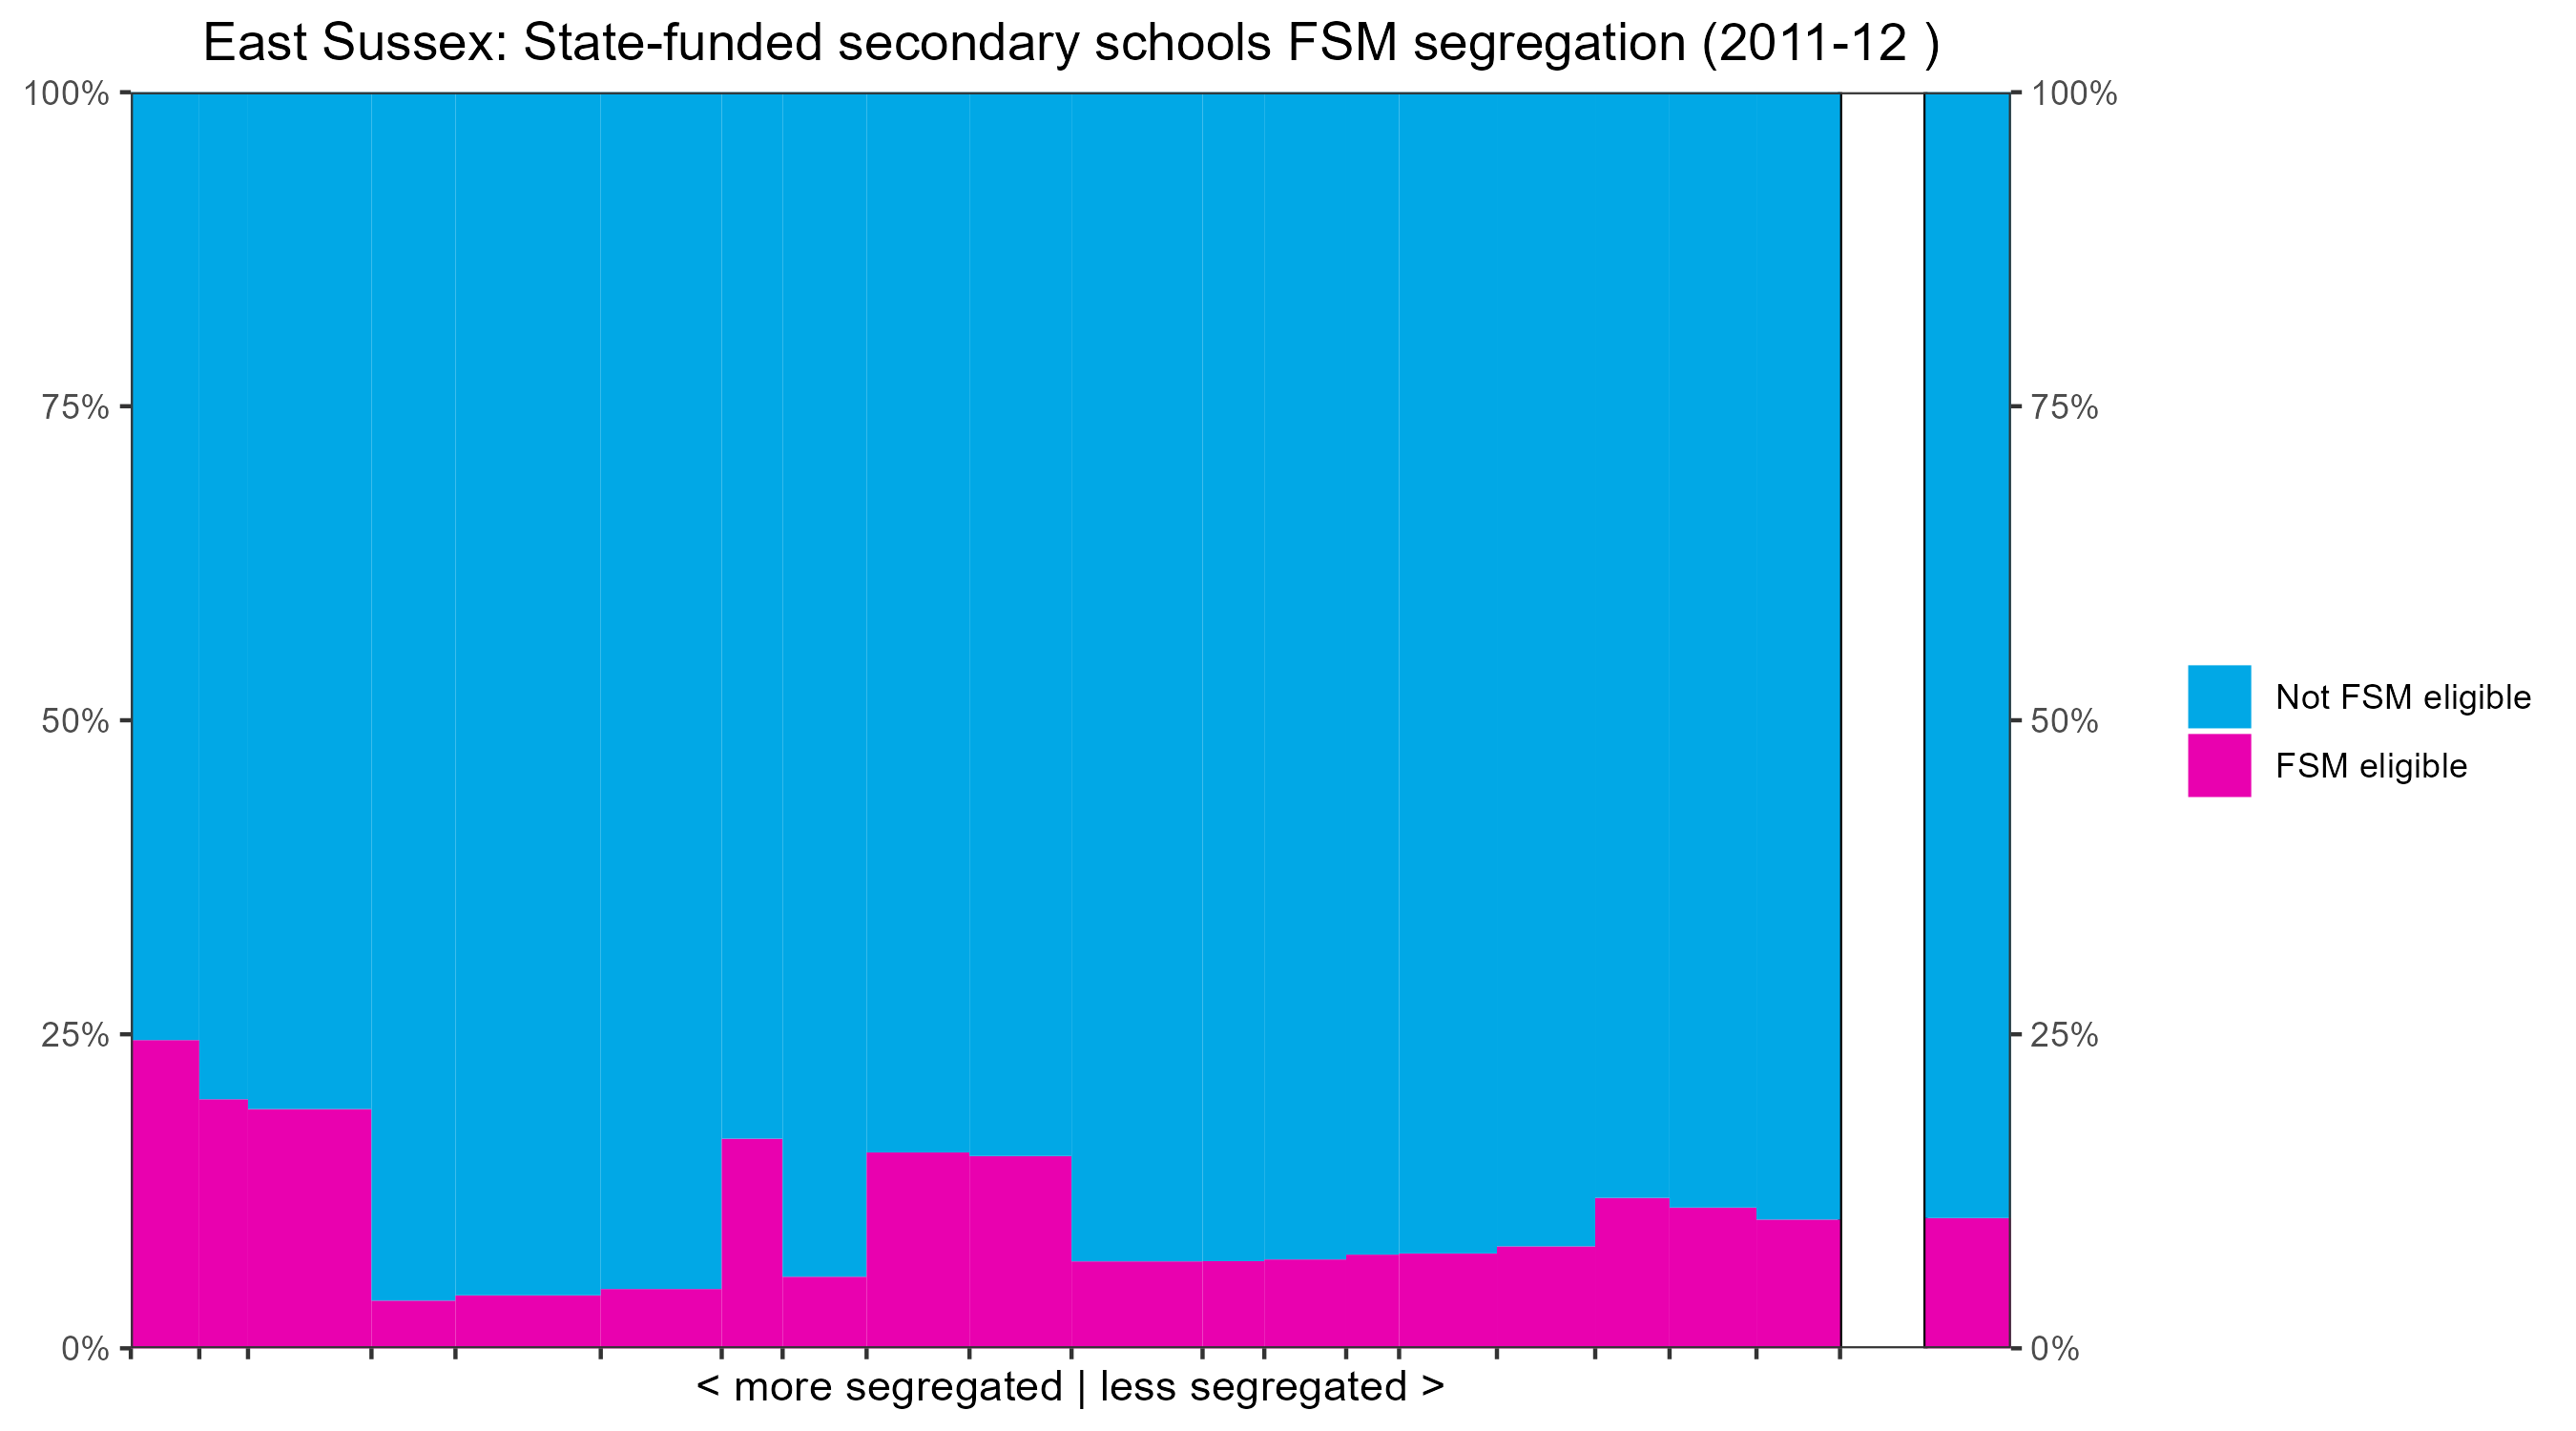 East Sussex: State-funded secondary schools FSM segregation (2011-12 )
100%
75%
50%
25%
0%
100%
75%
50%
25%
0%
Not FSM eligible
FSM eligible
< more segregated | less segregated >